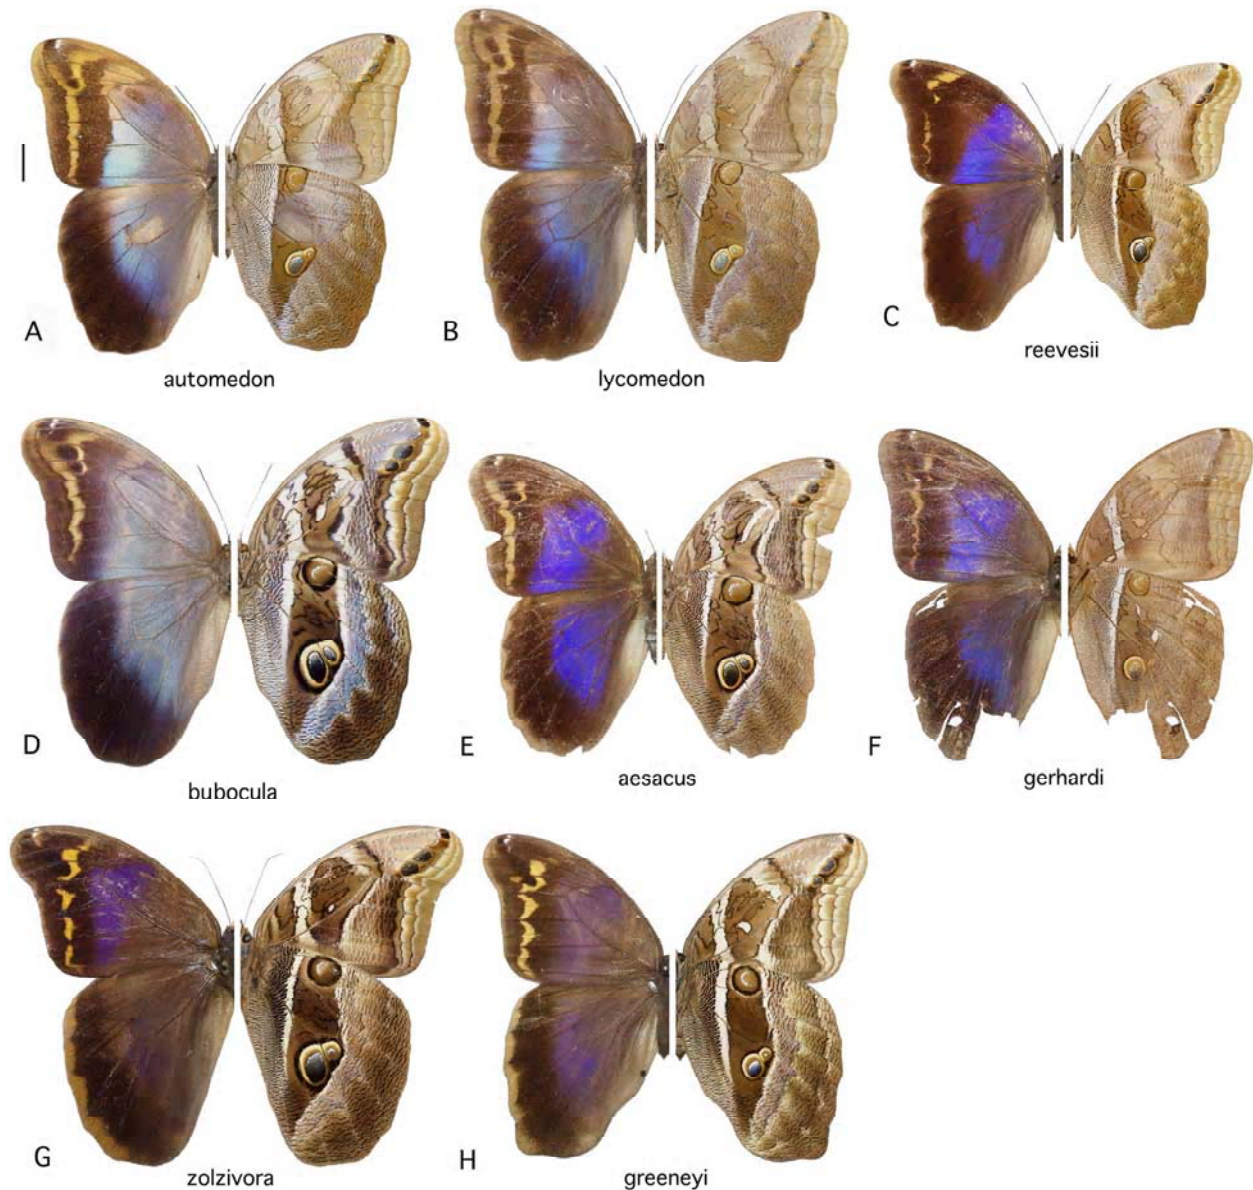 A
automedon
B
lycomedon
C
reevesii
D
bubocula
E
aesacus
F
gerhardi
G
zolzivora
H
greeneyi